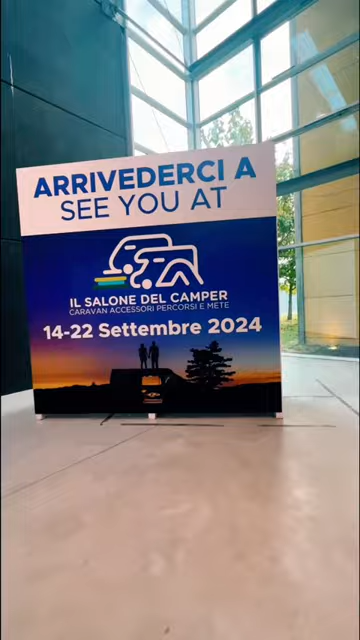 ARRIVEDERCI A
SEE YOU AT
IL SALONE DEL CAMPER
CARAVAN ACCESSORI PERCORSI E METE
14-22 Settembre 2024